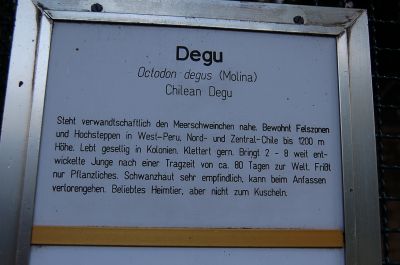 Degu
Octodon degus (Molina)
Chilean Degu
Steht verwandtschaftlich den Meerschweinchen nahe. Bewohnt Felszonen
und Hochsteppen in West-Peru, Nord- und Zentral-Chile bis 1200 m
Höhe. Lebt gesellig in Kolonien. Klettert gern. Bringt 2 - 8 weit ent-
wickelte Junge nach einer Tragzeit von ca. 80 Tagen zur Welt. Frißt
nur Pflanzliches. Schwanzhaut sehr empfindlich, kann beim Anfassen
verlorengehen. Beliebtes Heimtier, aber nicht zum Kuscheln.